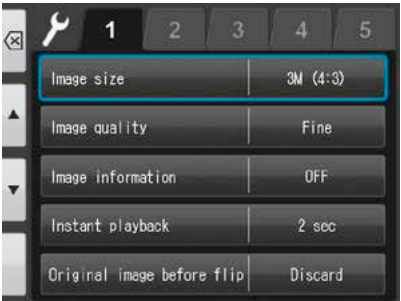 1 2 3 4 5
Image size 3M (4:3)
Image quality Fine
Image information OFF
Instant playback 2 sec
Original image before flip Discard